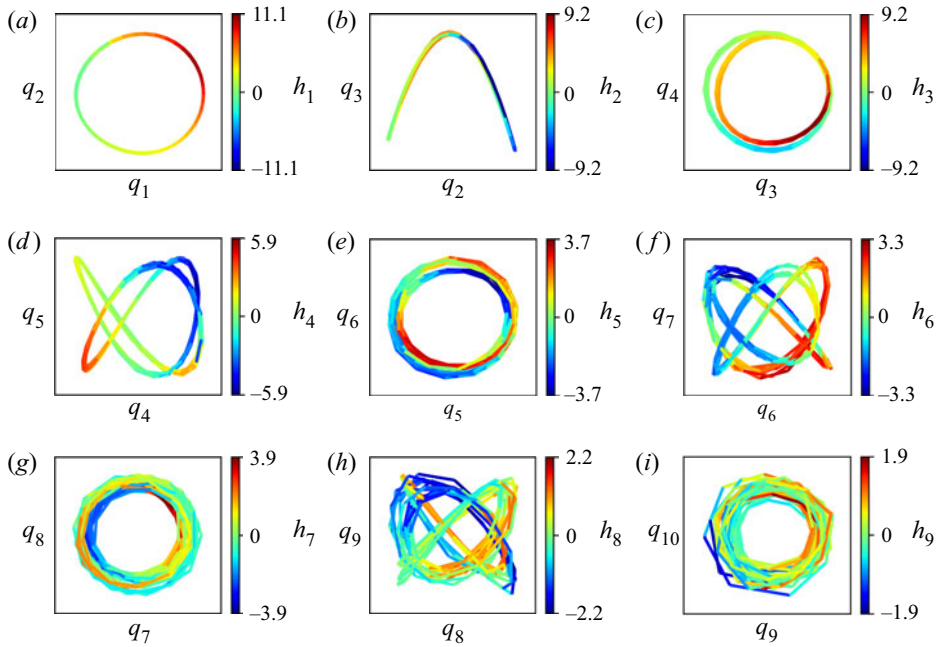 (a) 11.1 (b) 9.2 (c) 9.2
q2 0 h1 q3 0 h2 q4 0 h3
−11.1 −9.2 −9.2
q1 q2 q3
(d) 5.9 (e) 3.7 (f) 3.3
q5 0 h4 q6 0 h5 q7 0 h6
−5.9 −3.7 −3.3
q4 q5 q6
(g) 3.9 (h) 2.2 (i) 1.9
q8 0 h7 q9 0 h8 q10 0 h9
−3.9 −2.2 −1.9
q7 q8 q9